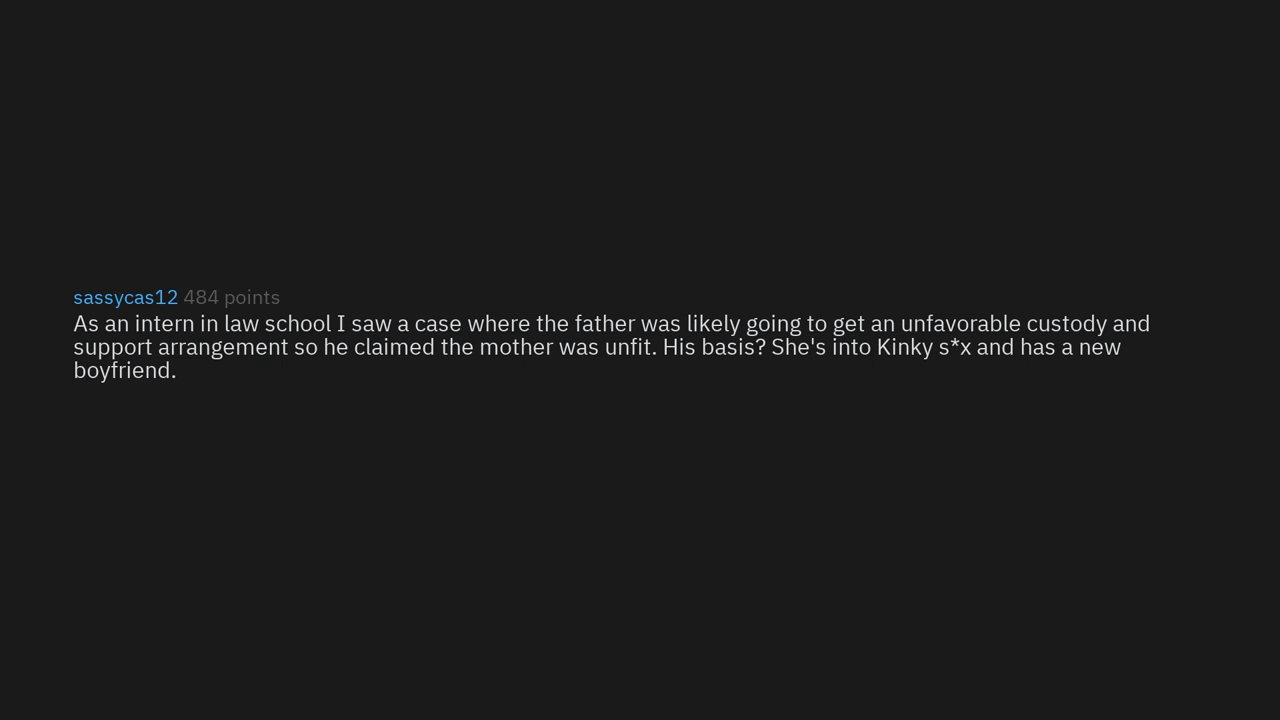 sassycas12 484 points
As an intern in law school I saw a case where the father was likely going to get an unfavorable custody and
support arrangement so he claimed the mother was unfit. His basis? She's into Kinky s*x and has a new
boyfriend.